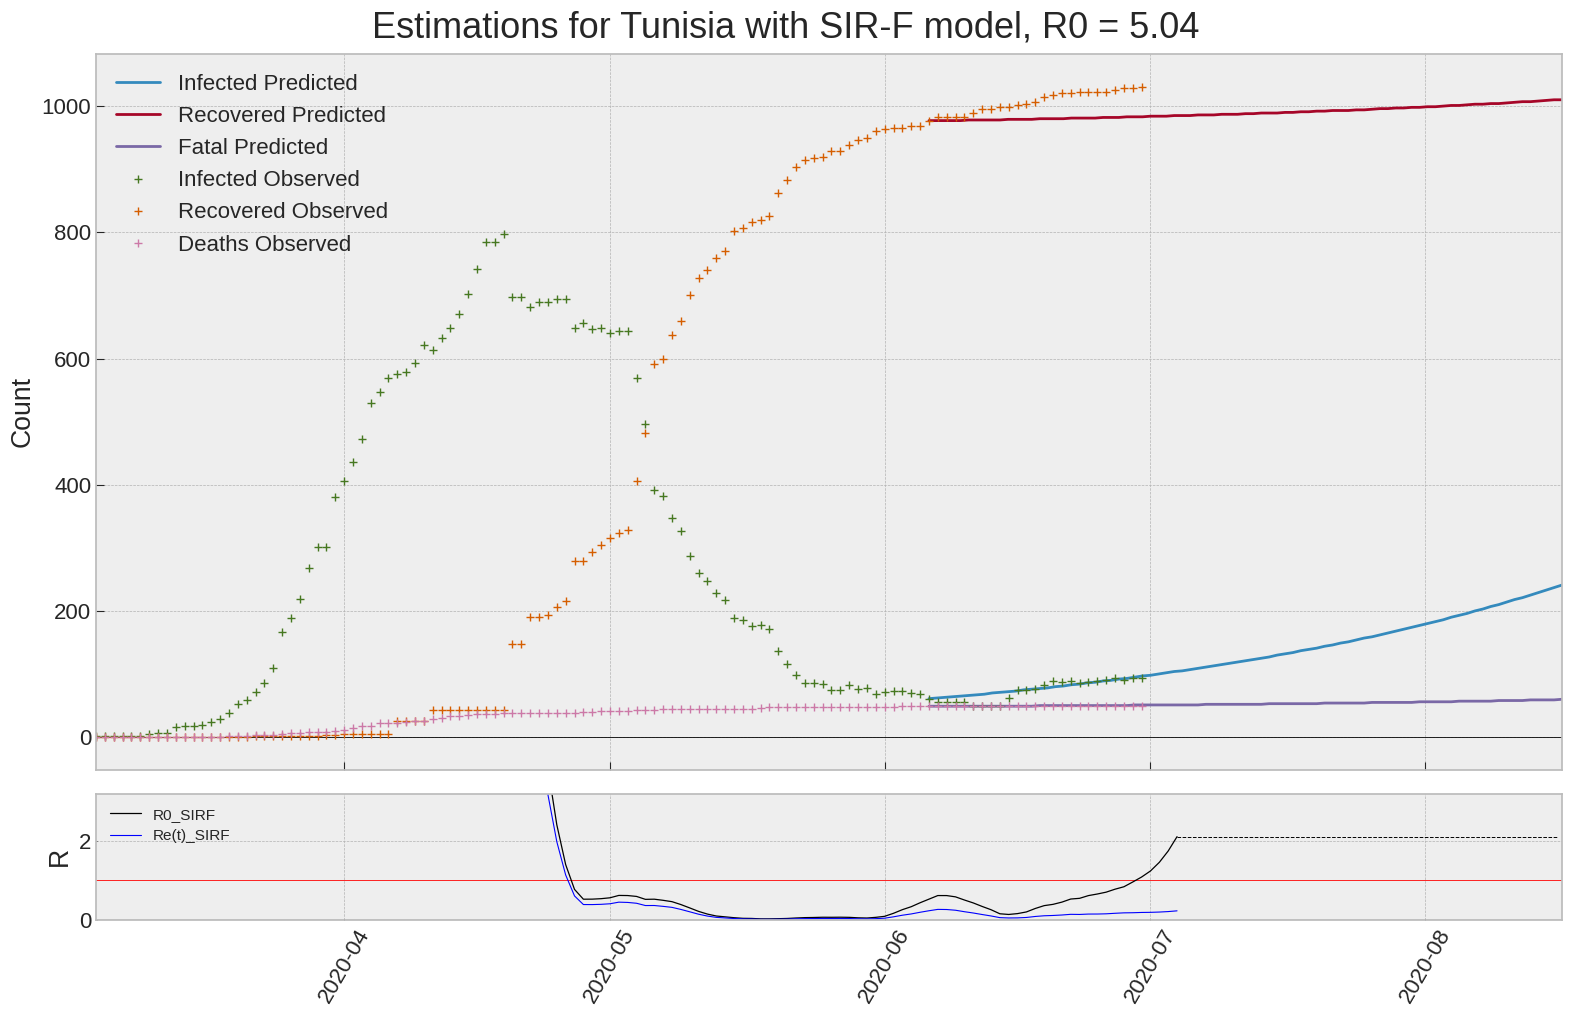 Estimations for Tunisia with SIR-F model, R0 = 5.04
Infected Predicted
Recovered Predicted
Fatal Predicted
Infected Observed
Recovered Observed
Deaths Observed
Count
1000
800
600
400
200
0
R0_SIRF
Re(t)_SIRF
R
2
0
2020-04
2020-05
2020-06
2020-07
2020-08